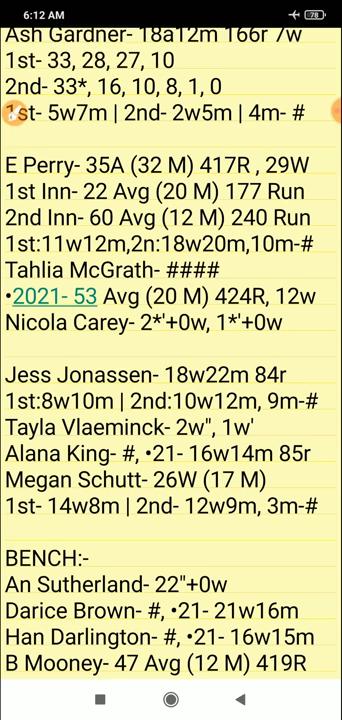 6:12 AM
78
Ash Gardner- 18a12m 166r 7w
1st- 33, 28, 27, 10
2nd- 33*, 16, 10, 8, 1, 0
1st- 5w7m | 2nd- 2w5m | 4m- #
E Perry- 35A (32 M) 417R , 29W
1st Inn- 22 Avg (20 M) 177 Run
2nd Inn- 60 Avg (12 M) 240 Run
1st:11w12m,2n:18w20m,10m-#
Tahlia McGrath- ####
•2021- 53 Avg (20 M) 424R, 12w
Nicola Carey- 2*'+0w, 1*'+0w
Jess Jonassen- 18w22m 84r
1st:8w10m | 2nd:10w12m, 9m-#
Tayla Vlaeminck- 2w", 1w'
Alana King- #, •21- 16w14m 85r
Megan Schutt- 26W (17 M)
1st- 14w8m | 2nd- 12w9m, 3m-#
BENCH:-
An Sutherland- 22"+0w
Darice Brown- #, •21- 21w16m
Han Darlington- #, •21- 16w15m
B Mooney- 47 Avg (12 M) 419R